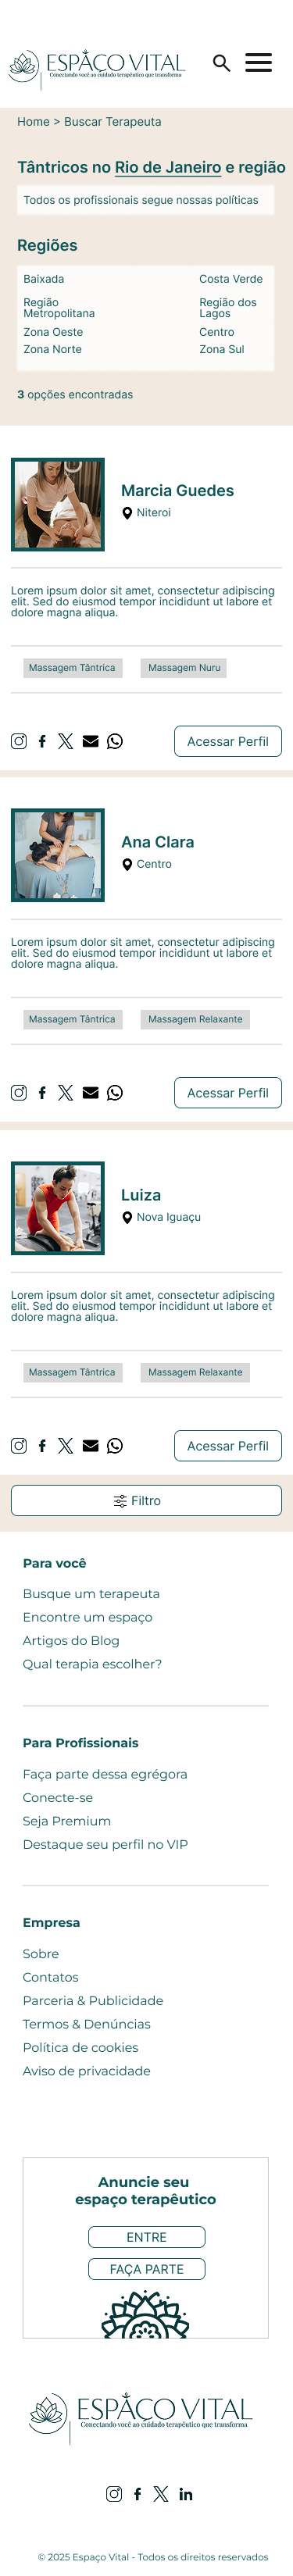 ESPAÇO VITAL
Conectando você ao cuidado terapêutico que transforma
Home > Buscar Terapeuta
Tântricos no Rio de Janeiro e região
Todos os profissionais segue nossas políticas
Regiões
Baixada
Costa Verde
Região
Metropolitana
Região dos
Lagos
Zona Oeste
Centro
Zona Norte
Zona Sul
3 opções encontradas
Marcia Guedes
Niteroi
Lorem ipsum dolor sit amet, consectetur adipiscing
elit. Sed do eiusmod tempor incididunt ut labore et
dolore magna aliqua.
Massagem Tântrica
Massagem Nuru
Acessar Perfil
Ana Clara
Centro
Lorem ipsum dolor sit amet, consectetur adipiscing
elit. Sed do eiusmod tempor incididunt ut labore et
dolore magna aliqua.
Massagem Tântrica
Massagem Relaxante
Acessar Perfil
Luiza
Nova Iguaçu
Lorem ipsum dolor sit amet, consectetur adipiscing
elit. Sed do eiusmod tempor incididunt ut labore et
dolore magna aliqua.
Massagem Tântrica
Massagem Relaxante
Acessar Perfil
Filtro
Para você
Busque um terapeuta
Encontre um espaço
Artigos do Blog
Qual terapia escolher?
Para Profissionais
Faça parte dessa egrégora
Conecte-se
Seja Premium
Destaque seu perfil no VIP
Empresa
Sobre
Contatos
Parceria & Publicidade
Termos & Denúncias
Política de cookies
Aviso de privacidade
Anuncie seu
espaço terapêutico
ENTRE
FAÇA PARTE
ESPAÇO VITAL
Conectando você ao cuidado terapêutico que transforma
© 2025 Espaço Vital - Todos os direitos reservados